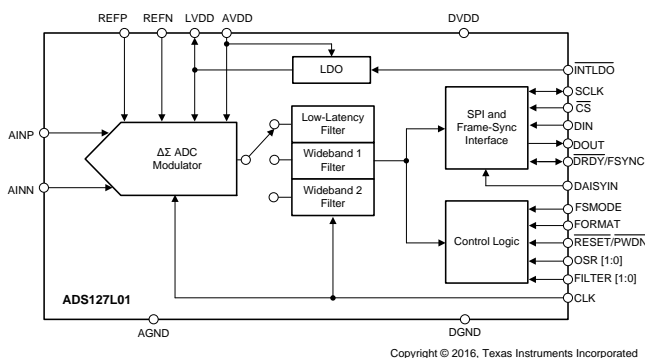 REFP REFN LVDD AVDD DVDD
LDO
INTLDO
SCLK
CS
DIN
DOUT
DRDY/FSYNC
DAISYIN
FSMODE
FORMAT
RESET/PWDN
OSR [1:0]
FILTER [1:0]
CLK
AINP
AINN
ΔΣ ADC
Modulator
Low-Latency
Filter
Wideband 1
Filter
Wideband 2
Filter
SPI and
Frame-Sync
Interface
Control Logic
ADS127L01
AGND DGND
Copyright © 2016, Texas Instruments Incorporated